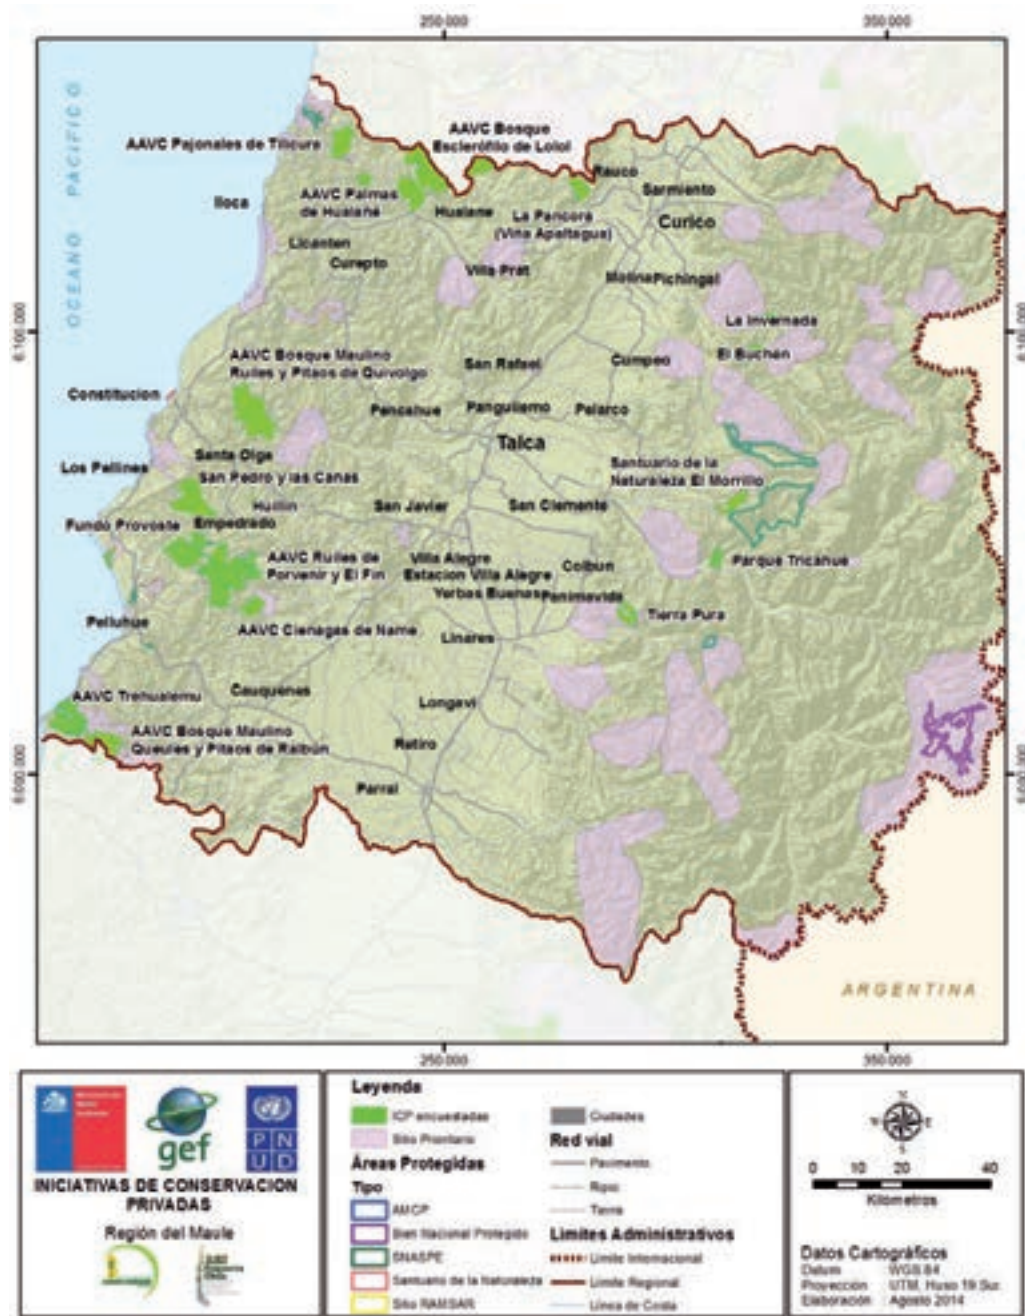 250 000
350 000
OCEANO PACIFICO
AAVC Pajonales de Tilicura
AAVC Bosque
Esclerófilo de Lolol
Rauco
Sarmiento
Iloca
AAVC Palmas
de Hualañe
Hualane
La Pancora
(Vina Apaltagua)
Curico
Licanten
Curepto
Villa Prat
Molina
Pichingal
6.100.000
La Invernada
AAVC Bosque Maulino
Ruiles y Pitaos de Quivolgo
San Rafael
Cumpeo
El Buchen
Constitucion
Pencahue
Panguilemo
Pelarco
Talca
Santa Olga
Los Pellines
San Pedro y las Canas
Santuario de la
Naturaleza El Morrillo
Huillin
San Javier
San Clemente
Fundo Provoste
Empedrado
AAVC Ruiles de
Porvenir y El Fin
Villa Alegre
Estacion Villa Alegre
Colbun
Parque Tricahue
Yerbas Buenas
Panimavida
Tierra Pura
Pelluhue
AAVC Cienagas de Name
Linares
AAVC Trehualemu
Cauquenes
Longavi
AAVC Bosque Maulino
Queules y Pitaos de Ralbún
Retiro
6.000.000
Parral
ARGENTINA
250 000
350 000
gef
PN
UD
INICIATIVAS DE CONSERVACION
PRIVADAS
Región del Maule
Leyenda
ICP encuestadas
Sitio Prioritario
Áreas Protegidas
Tipo
AMCP
Bien Nacional Protegido
SNASPE
Santuario de la Naturaleza
Sitio RAMSAR
Ciudades
Red vial
Pavimento
Ripio
Tierra
Limites Administrativos
Limite Internacional
Limite Regional
Linea de Costa
N
E
S
0 10 20 40
Kilómetros
Datos Cartográficos
Datum WGS 84
Proyección UTM, Huso 19 Sur
Elaboración Agosto 2014